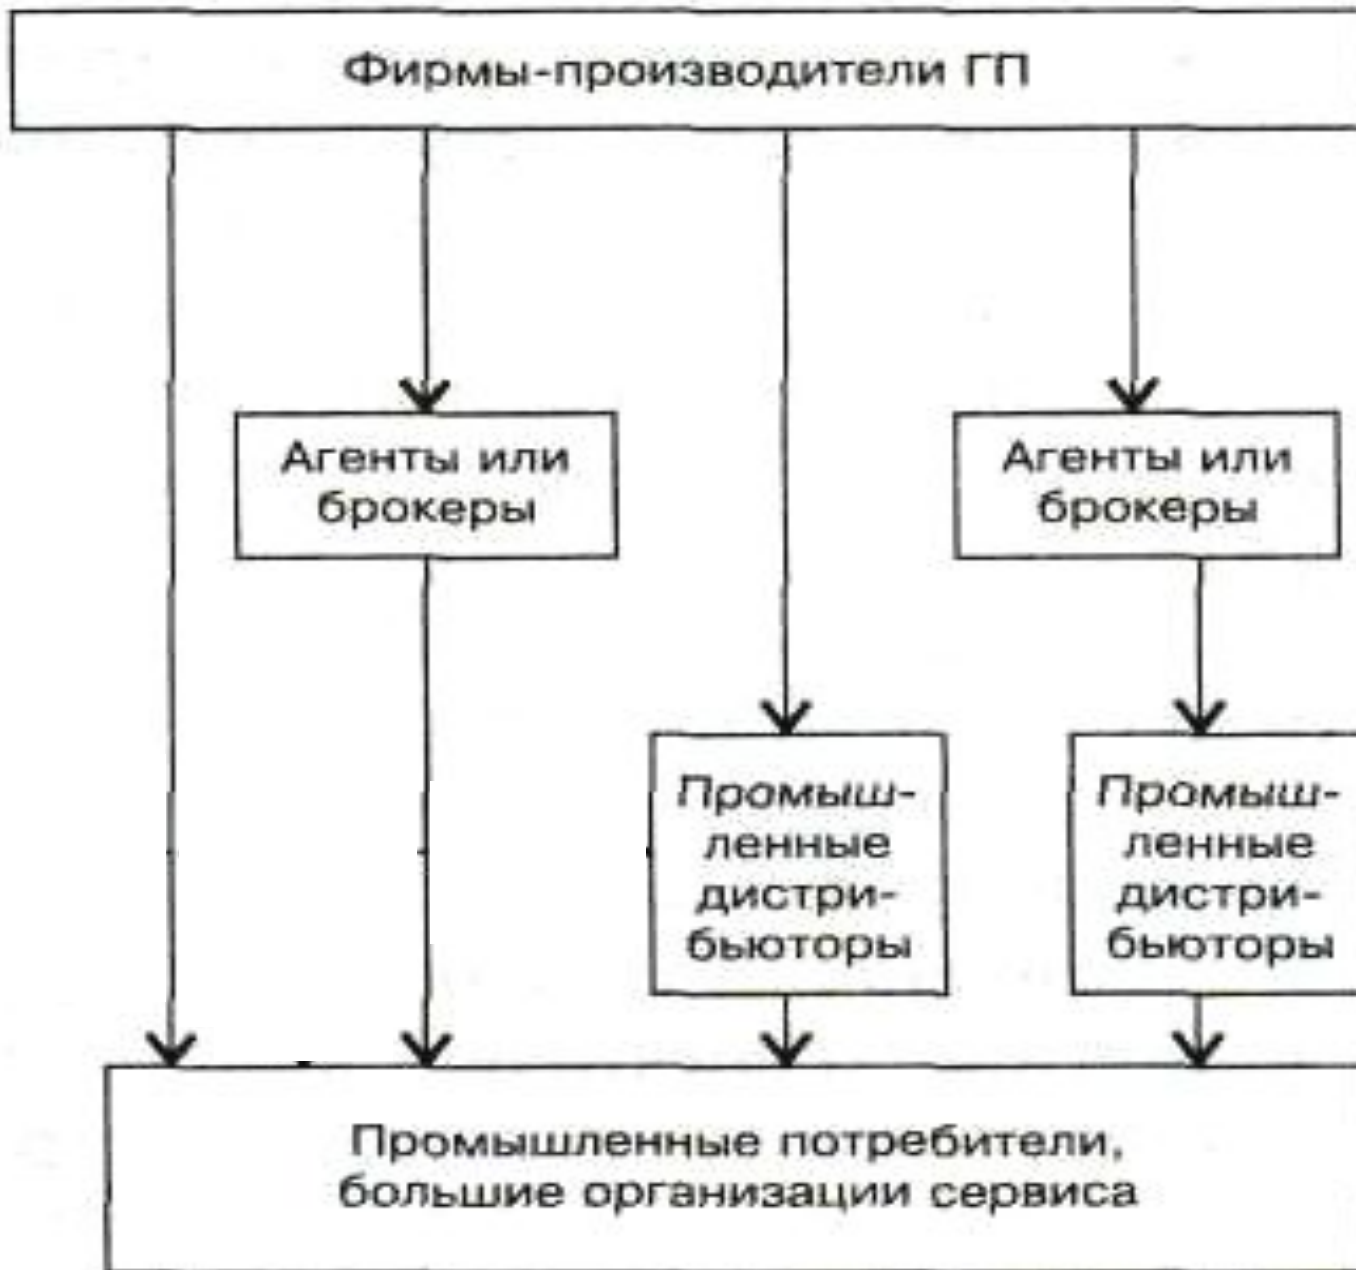 Фирмы-производители ГП
Агенты или
брокеры
Агенты или
брокеры
Промыш-
ленные
дистри-
бьюторы
Промыш-
ленные
дистри-
бьюторы
Промышленные потребители,
большие организации сервиса